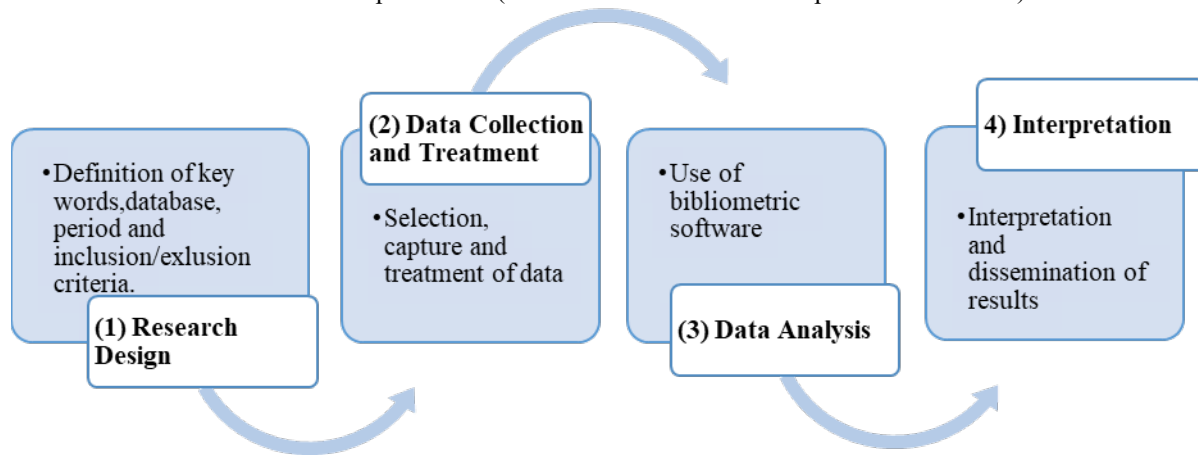 •Definition of key
words,database,
period and
inclusion/exlusion
criteria.
(1) Research
Design
(2) Data Collection
and Treatment
•Selection,
capture and
treatment of data
•Use of
bibliometric
software
(3) Data Analysis
4) Interpretation
•Interpretation
and
dissemination of
results